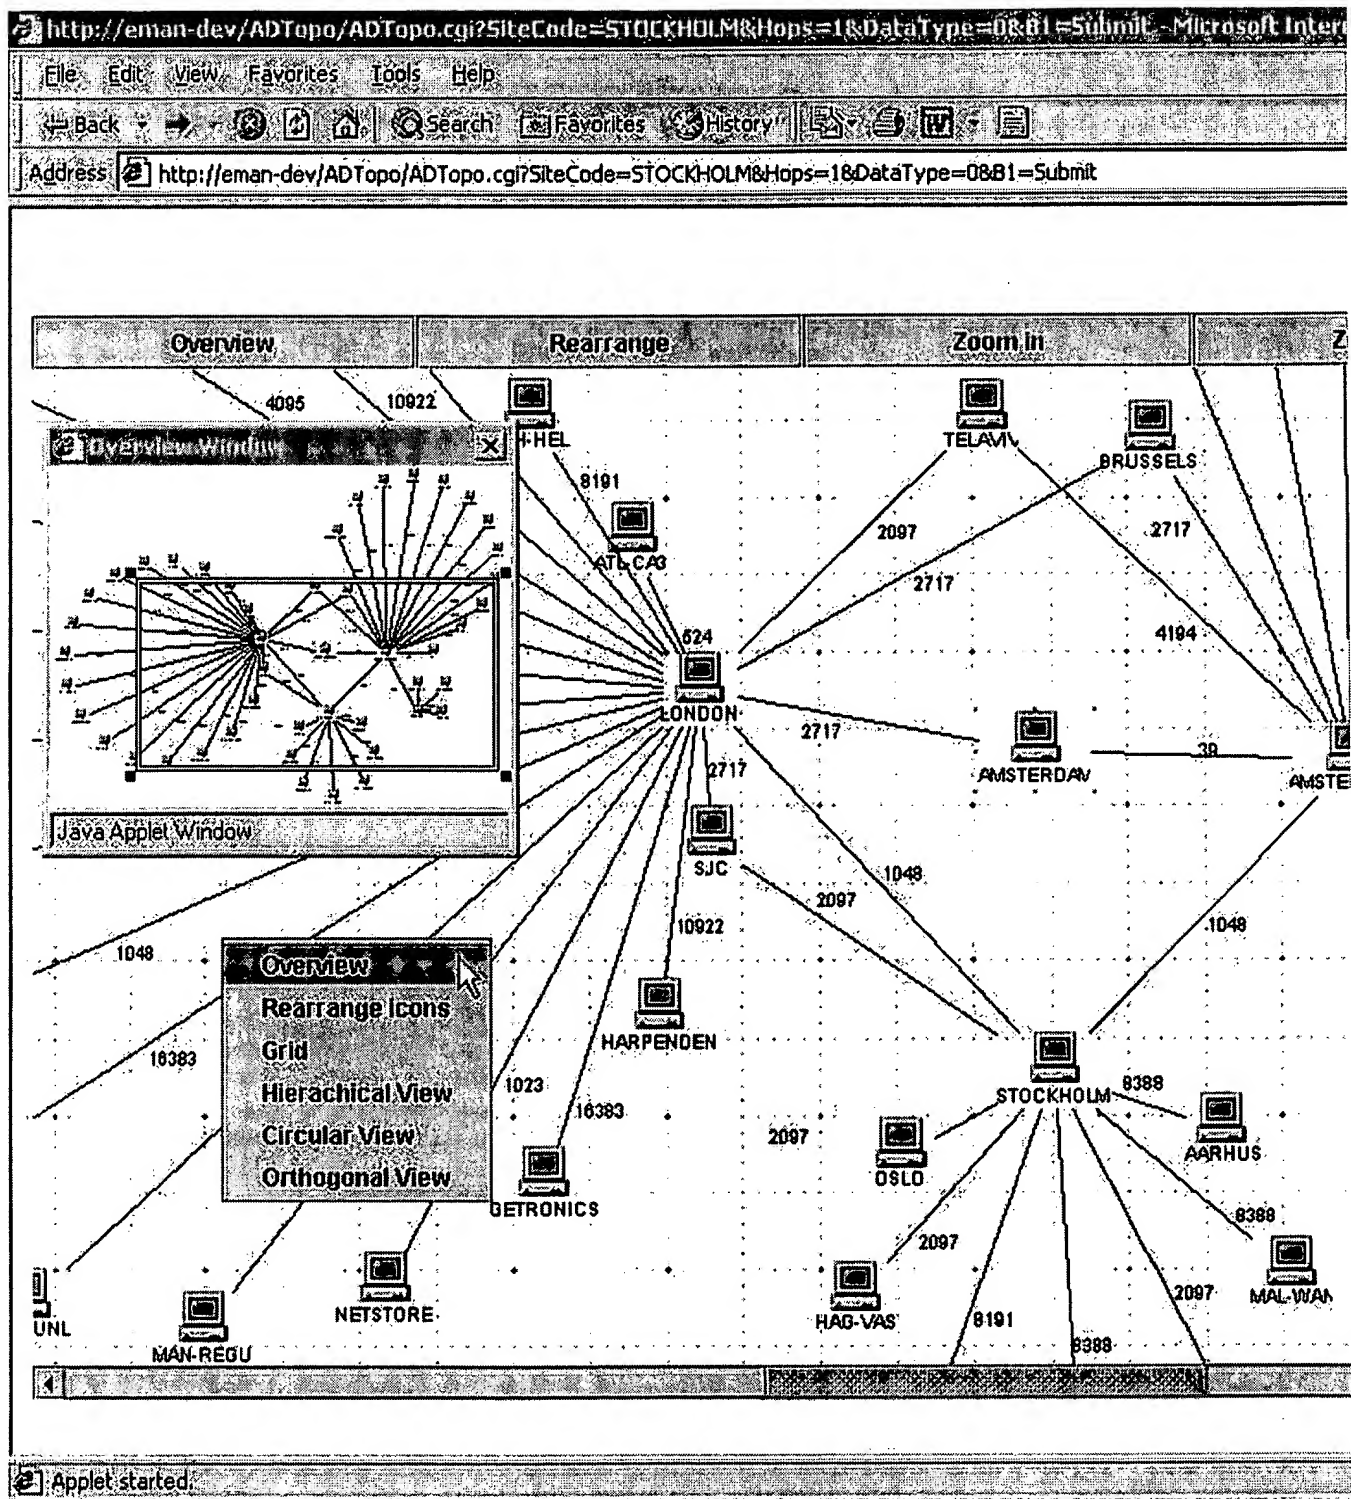 http://eman-dev/ADTopo/ADTopo.cgi?SiteCode=STOCKHOLM&Hops=1&DataType=0&B1=Submit - Microsoft Inter
File Edit View Favorites Tools Help
Back Search Favorites History
Address http://eman-dev/ADTopo/ADTopo.cgi?SiteCode=STOCKHOLM&Hops=1&DataType=0&B1=Submit
Overview Rearrange Zoom In
4095 10922
H-HEL TELAVIV
Overview Window
BRUSSELS
8191
2097 2717
ATL-CA3
2717
524 4194
LONDON
2717 39
AMSTERDAM AMSTE
2717
Java Applet Window
SJC
1048
2097
10922
1048 1048
Overview
Rearrange Icons
HARPENDEN
Grid
16383
1023 8388
Hierachical View
STOCKHOLM
16383
Circular View 2097
AARHUS
Orthogonal View OSLO
GETRONICS
8388
2097
2097 MAL-WAN
NETSTORE HAG-VAS 8191
UNL
8388
MAN-REGU
Applet started.